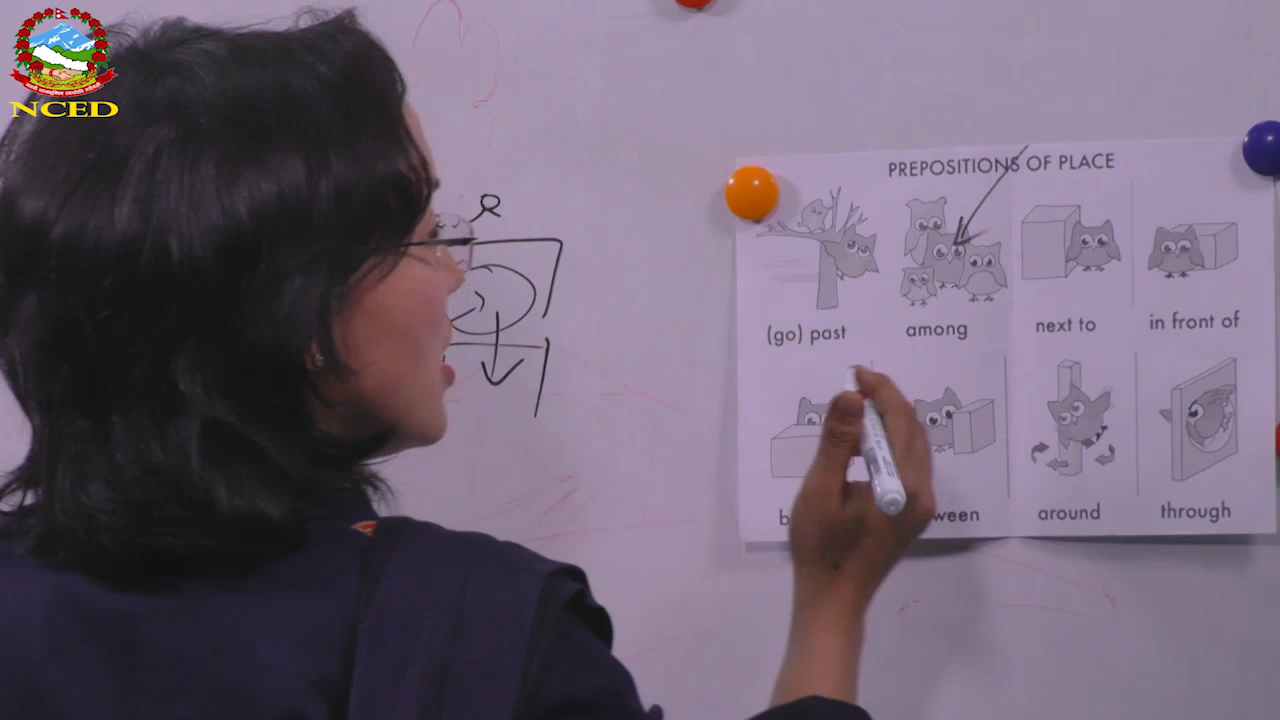 NCED
PREPOSITIONS OF PLACE
(go) past among next to in front of
around through